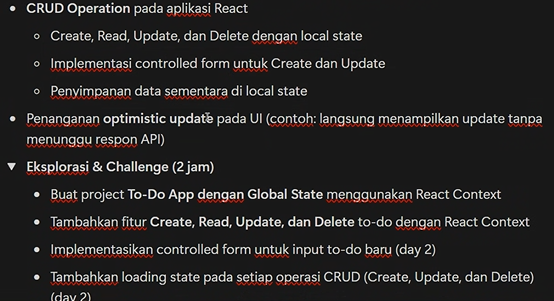 CRUD Operation pada aplikasi React
Create, Read, Update, dan Delete dengan local state
Implementasi controlled form untuk Create dan Update
Penyimpanan data sementara di local state
Penanganan optimistic update pada UI (contoh: langsung menampilkan update tanpa
menunggu respon API)
Eksplorasi & Challenge (2 jam)
Buat project To-Do App dengan Global State menggunakan React Context
Tambahkan fitur Create, Read, Update, dan Delete to-do dengan React Context
Implementasikan controlled form untuk input to-do baru (day 2)
Tambahkan loading state pada setiap operasi CRUD (Create, Update, dan Delete)
(day 2)